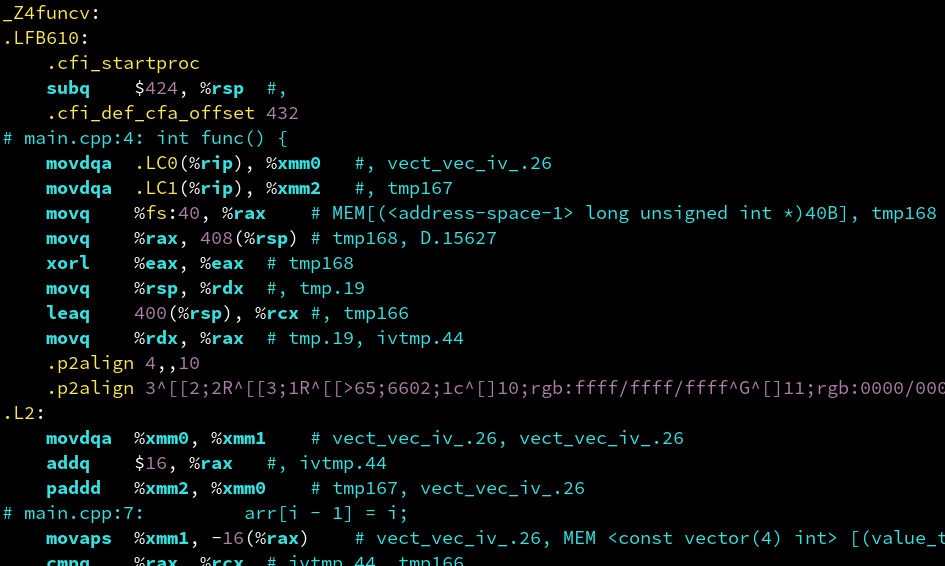 _Z4funcv:
.LFB610:
.cfi_startproc
subq $424, %rsp #,
.cfi_def_cfa_offset 432
# main.cpp:4: int func() {
movdqa .LC0(%rip), %xmm0 #, vect_vec_iv_.26
movdqa .LC1(%rip), %xmm2 #, tmp167
movq %fs:40, %rax # MEM[(<address-space-1> long unsigned int *)40B], tmp168
movq %rax, 408(%rsp) # tmp168, D.15627
xorl %eax, %eax # tmp168
movq %rsp, %rdx #, tmp.19
leaq 400(%rsp), %rcx #, tmp166
movq %rdx, %rax # tmp.19, ivtmp.44
.p2align 4,,10
.p2align 3^[[2;2R^[[3;1R^[[>65;6602;1c^[]10;rgb:ffff/ffff/ffff^G^[]11;rgb:0000/000
.L2:
movdqa %xmm0, %xmm1 # vect_vec_iv_.26, vect_vec_iv_.26
addq $16, %rax #, ivtmp.44
paddd %xmm2, %xmm0 # tmp167, vect_vec_iv_.26
# main.cpp:7: arr[i - 1] = i;
movaps %xmm1, -16(%rax) # vect_vec_iv_.26, MEM <const vector(4) int> [(value_t
cmpq %rax, %rcx # ivtmp.44, tmp166